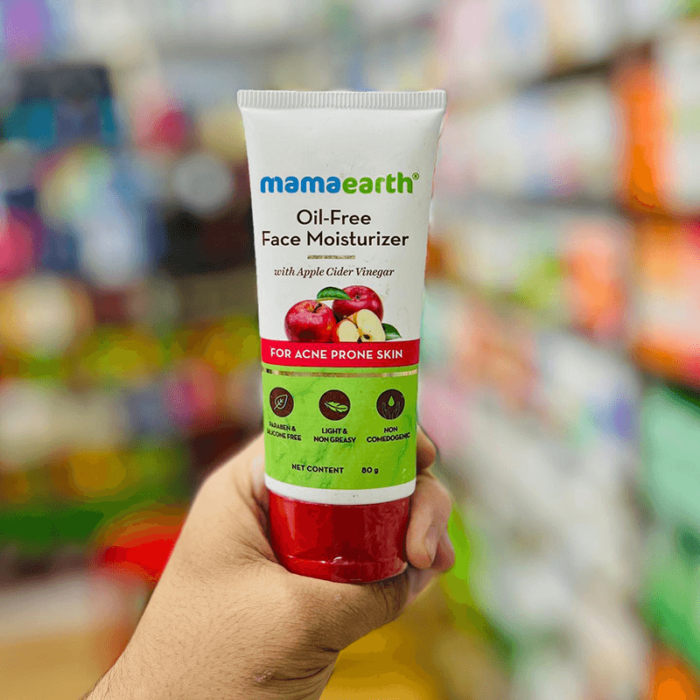 mamaearth®
Oil-Free
Face Moisturizer
with Apple Cider Vinegar
FOR ACNE PRONE SKIN
PARABEN &
SILICONE FREE
LIGHT &
NON GREASY
NON
COMEDOGENIC
NET CONTENT 80 g